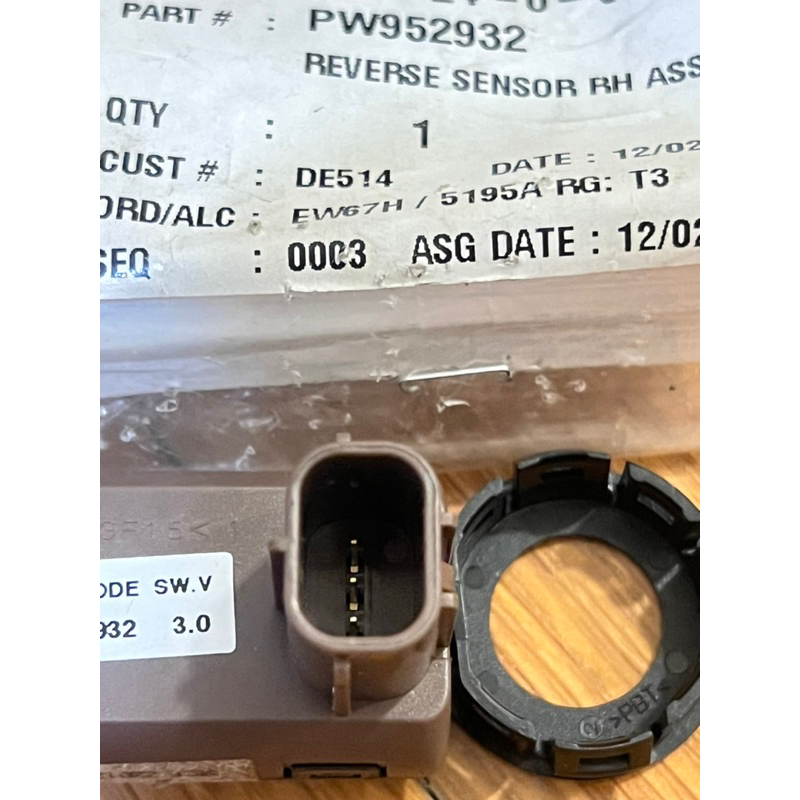 PART # : PW952932
REVERSE SENSOR RH ASS
QTY : 1
CUST # : DE514 DATE : 12/02
ORD/ALC : EW67H / 5195A RG: T3
SEQ : 0003 ASG DATE : 12/02
GF15<
ODE SW.V
932 3.0
>PBT<